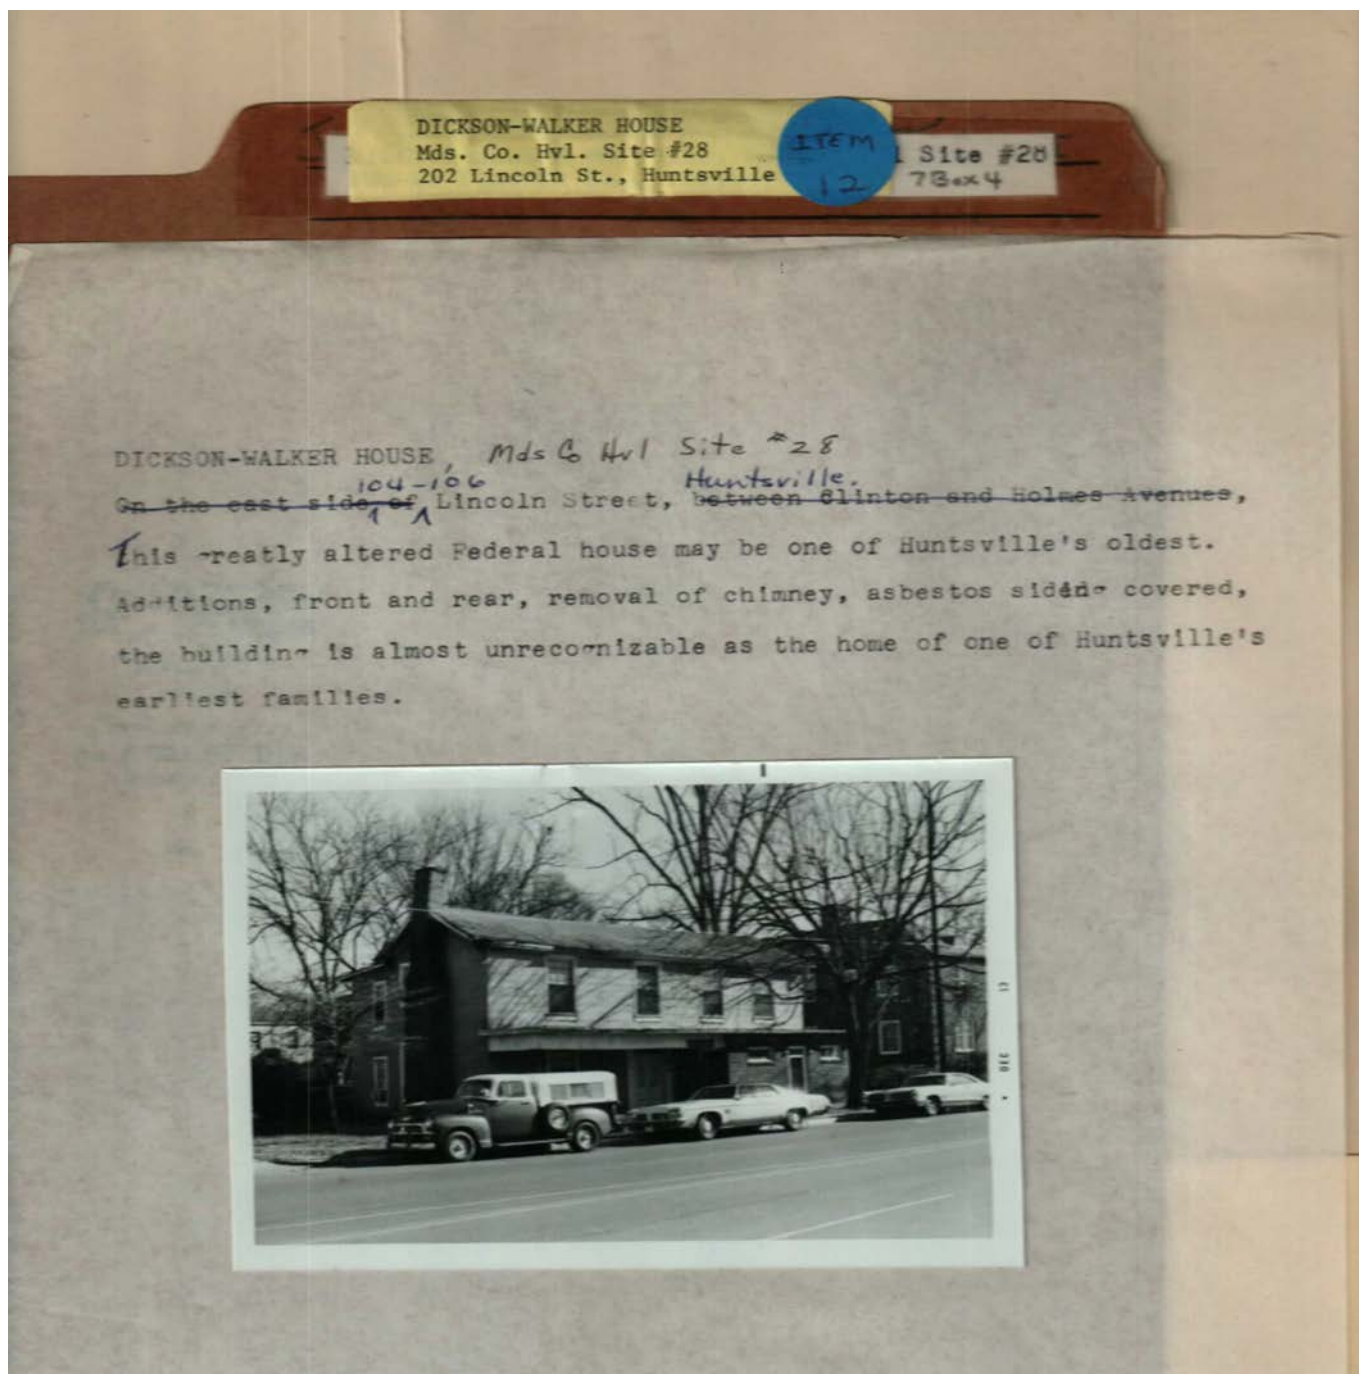 DICKSON-WALKER HOUSE
Mds. Co. Hvl. Site #28
202 Lincoln St., Huntsville
ITEM
12
Site #28
7Box4
DICKSON-WALKER HOUSE, Mds Co Hvl Site #28
104-106 Huntsville.
On the east side, of Lincoln Street, between Clinton and Holmes Avenues,
This greatly altered Federal house may be one of Huntsville's oldest.
Additions, front and rear, removal of chimney, asbestos siding covered,
the building is almost unrecognizable as the home of one of Huntsville's
earliest families.
DEC